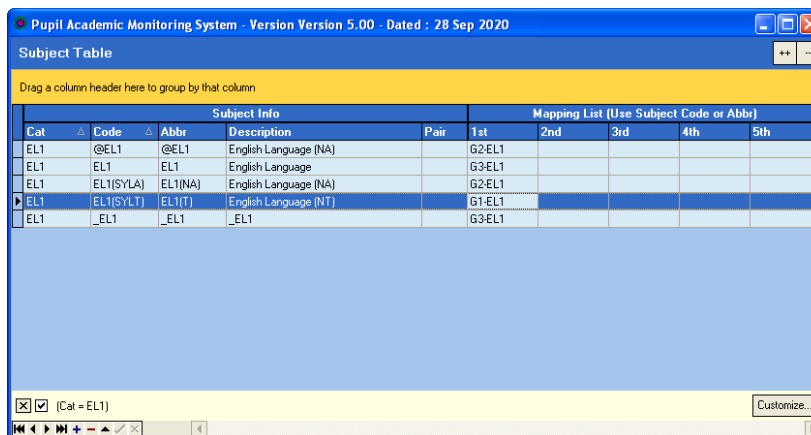 Pupil Academic Monitoring System - Version Version 5.00 - Dated : 28 Sep 2020
Subject Table ++ --
Drag a column header here to group by that column
Subject Info Mapping List (Use Subject Code or Abbr)
Cat Code Abbr Description Pair 1st 2nd 3rd 4th 5th
EL1 @EL1 @EL1 English Language (NA) G2-EL1
EL1 EL1 EL1 English Language G3-EL1
EL1 EL1(SYLA) EL1(NA) English Language (NA) G2-EL1
EL1 EL1(SYLT) EL1(T) English Language (NT) G1-EL1
EL1 _EL1 _EL1 _EL1 G3-EL1
(Cat = EL1) Customize...